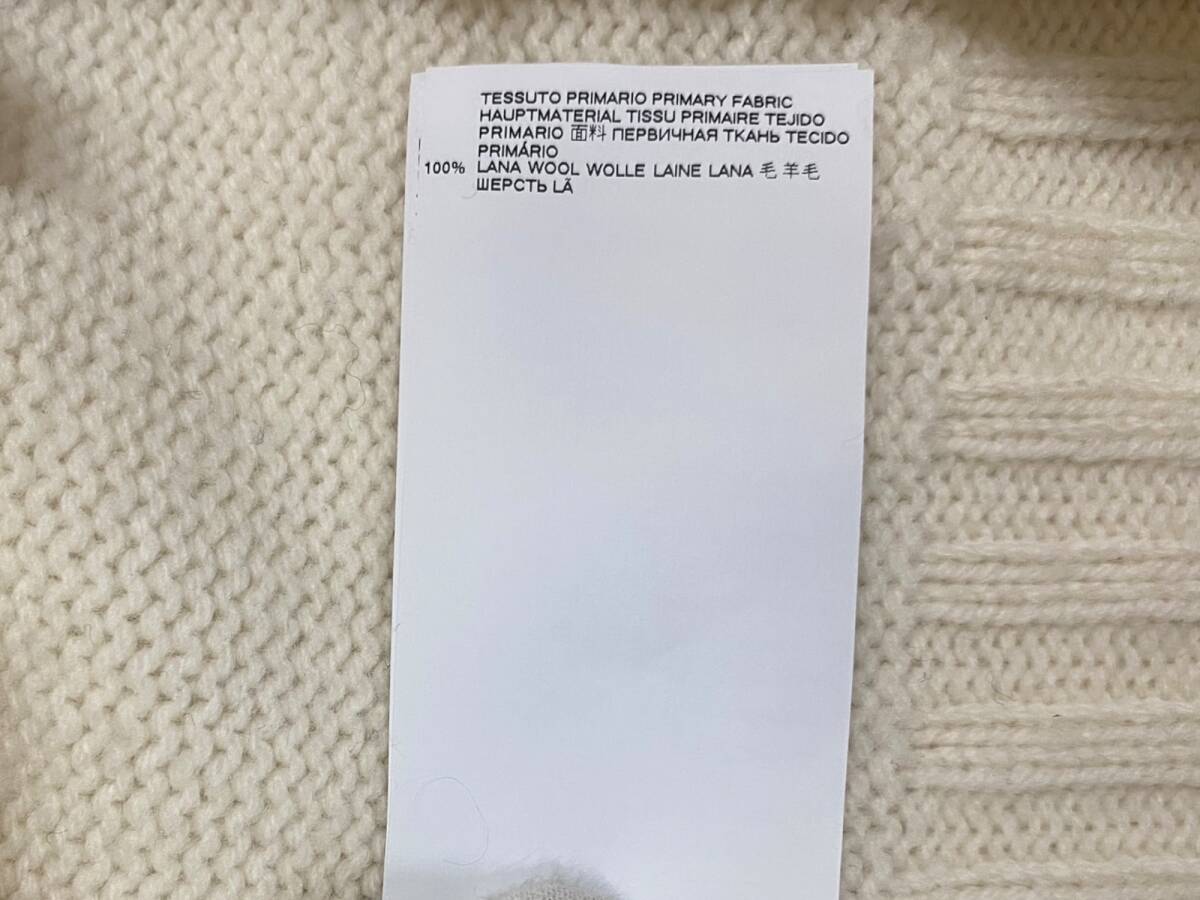 TESSUTO PRIMARIO PRIMARY FABRIC
HAUPTMATERIAL TISSU PRIMAIRE TEJIDO
PRIMARIO 面料 ПЕРВИЧНАЯ ТКАНЬ TECIDO
PRIMÁRIO
100% LANA WOOL WOLLE LAINE LANA 毛 羊毛
ШЕРСТЬ LÃ